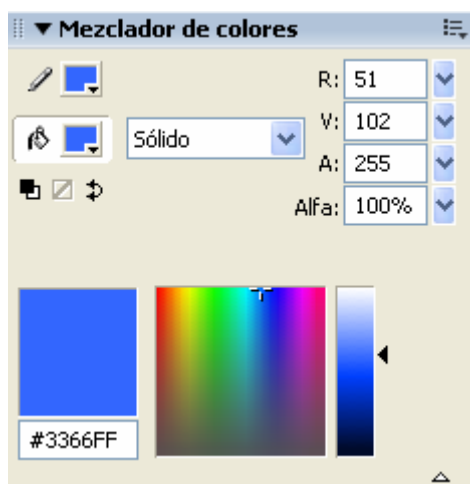 Mezclador de colores
R: 51
Sólido V: 102
A: 255
Alfa: 100%
#3366FF